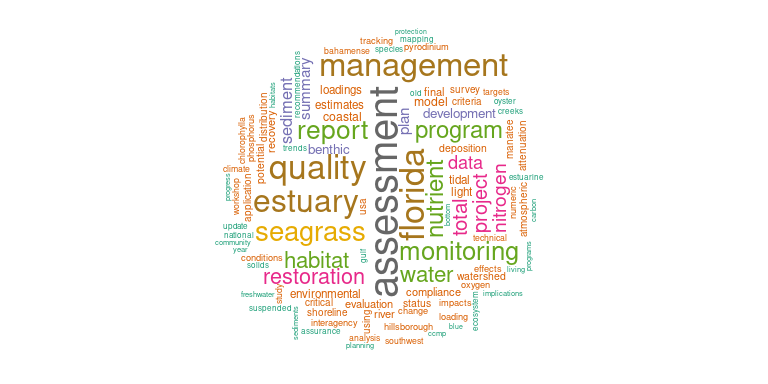 protection
tracking
mapping
bahamense
species
pyrodinium
management
recommendations
habitats
sediment
summary
loadings
assessment
old
final
survey
targets
estimates
model
criteria
oyster
coastal
plan
development
creeks
chlorophylla
phosphorus
distribution
recovery
report
program
manatee
attenuation
trends
benthic
deposition
climate
potential
quality
florida
data
progress
workshop
application
estuary
usa
nutrient
tidal
light
nitrogen
estuarine
numeric
atmospheric
carbon
update
national
community
year
seagrass
bottom
total
project
technical
conditions
solids
habitat
gulf
monitoring
programs
restoration
water
effects
living
watershed
oxygen
freshwater
study
environmental
compliance
implications
suspended
critical
evaluation
status
impacts
ecosystem
shoreline
using
river
change
loading
sediments
interagency
assurance
hillsborough
blue
ccmp
analysis
southwest
planning